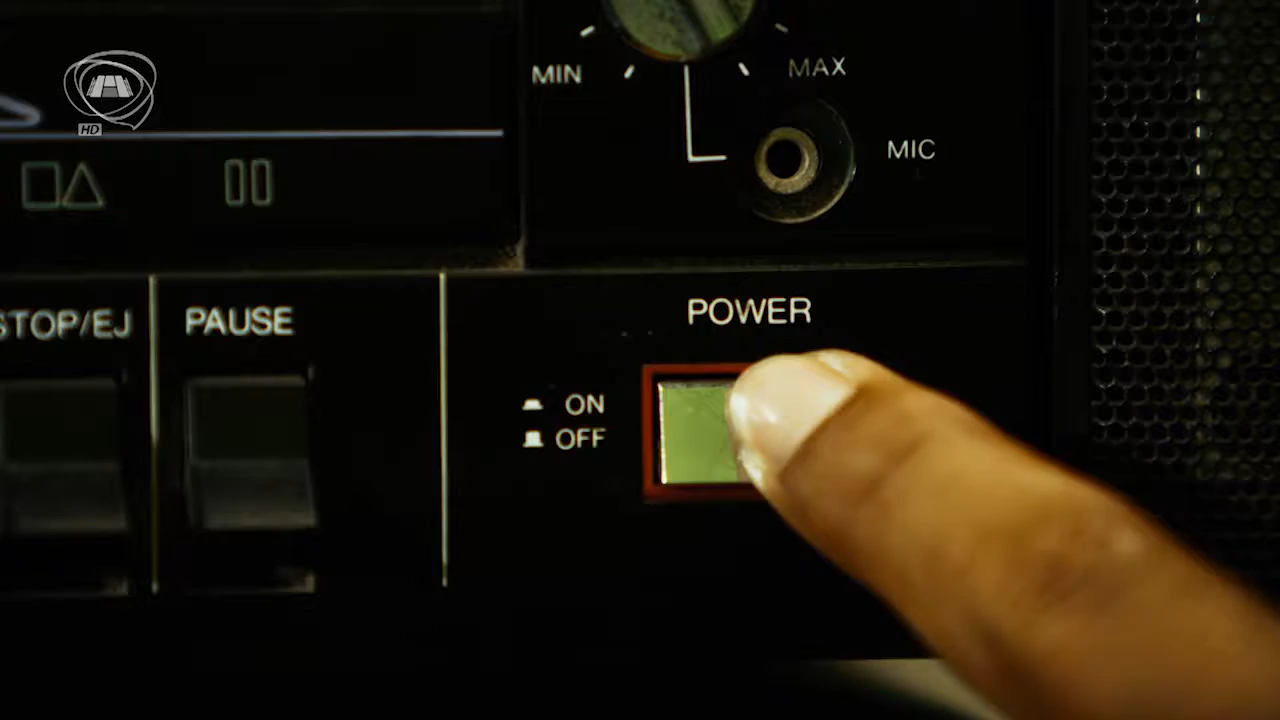 MIN
MAX
MIC
HD
STOP/EJ
PAUSE
POWER
ON
OFF